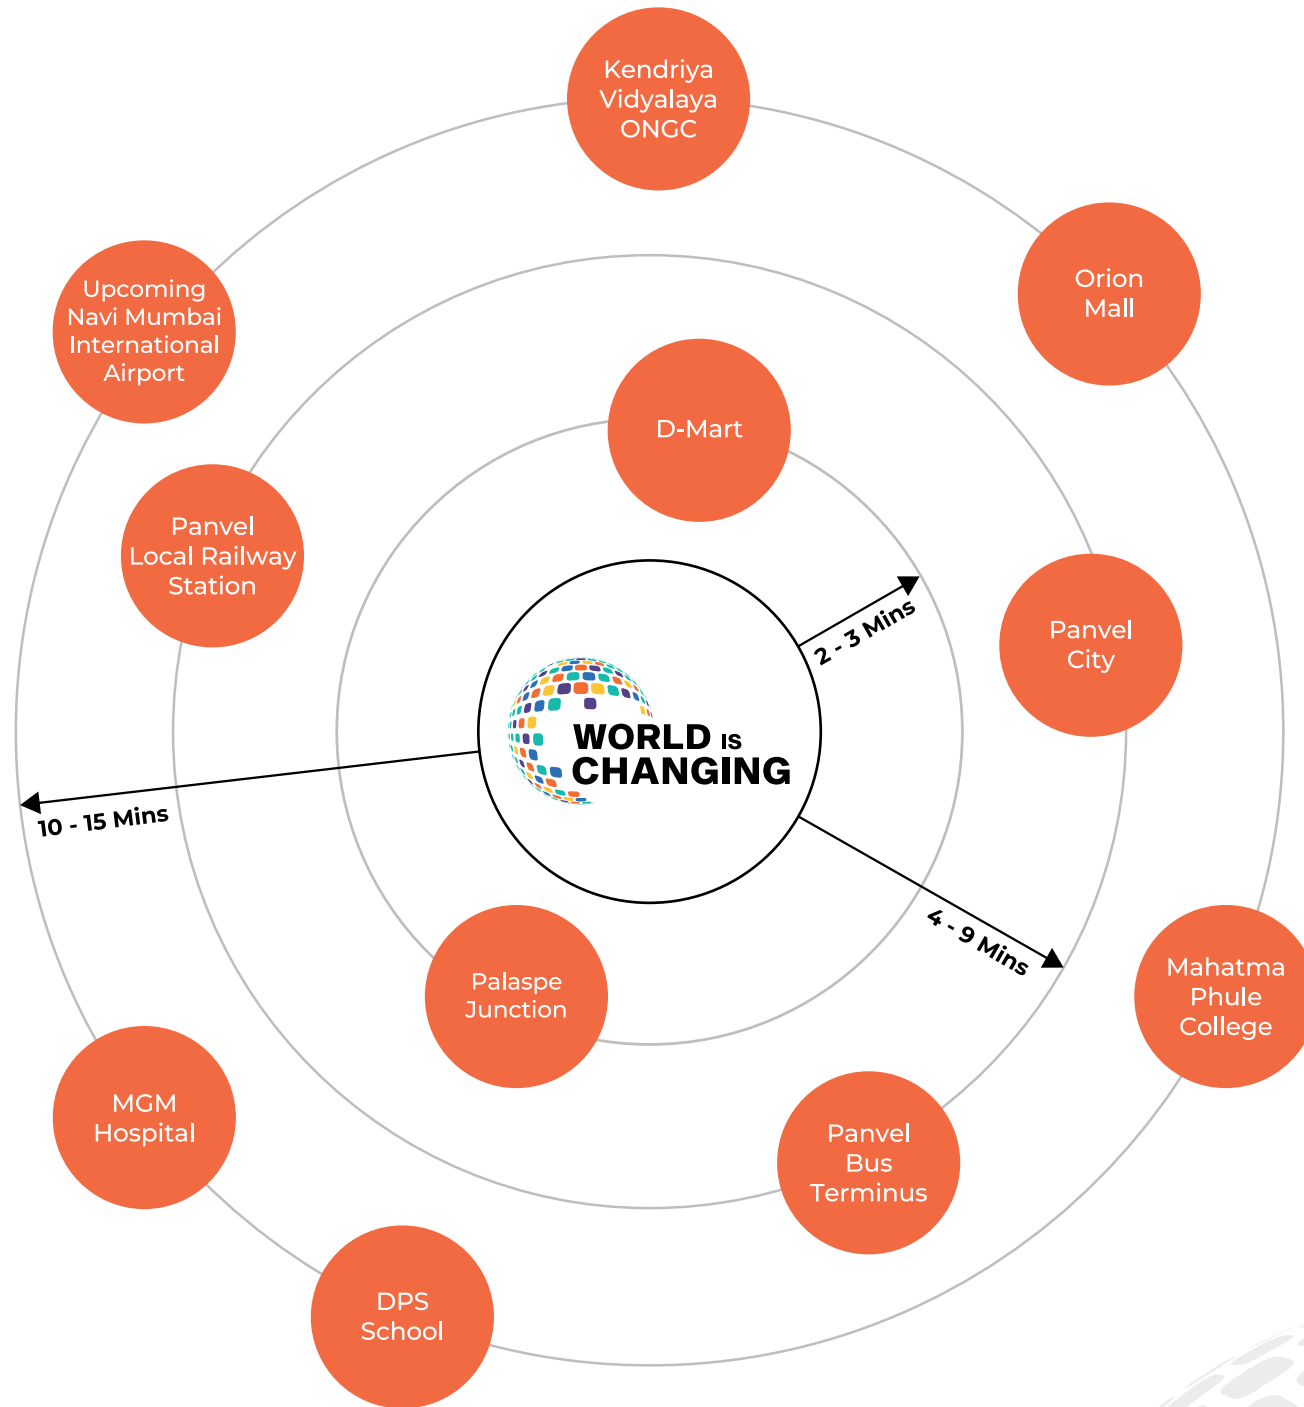 Kendriya
Vidyalaya
ONGC
Orion
Mall
Upcoming
Navi Mumbai
International
Airport
D-Mart
Panvel
Local Railway
Station
2 - 3 Mins
Panvel
City
WORLD IS
CHANGING
10 - 15 Mins
4 - 9 Mins
Palaspe
Junction
Mahatma
Phule
College
MGM
Hospital
Panvel
Bus
Terminus
DPS
School